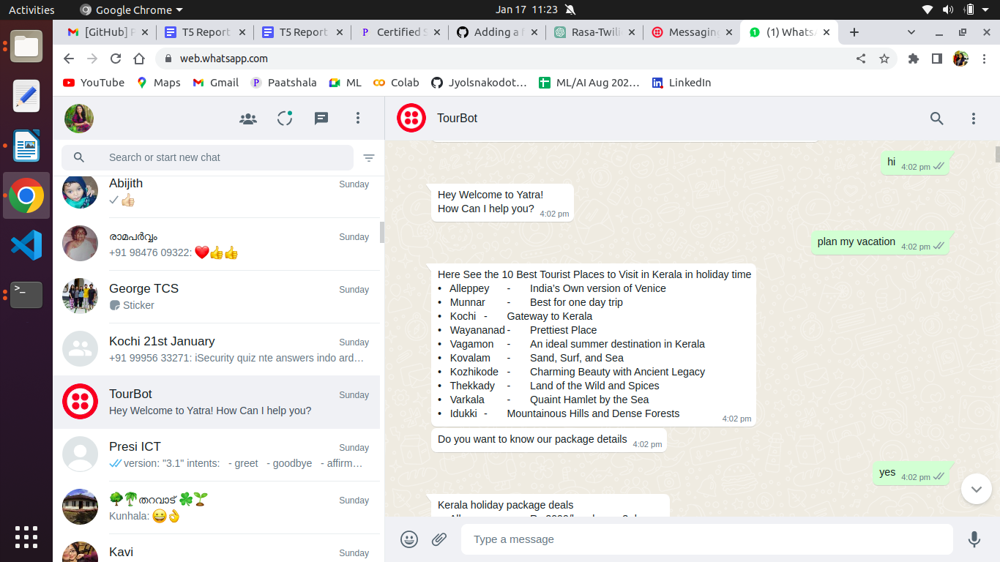 Activities
Google Chrome
Jan 17 11:23
[GitHub]
T5 Report
T5 Report
Certified
Adding a
Rasa-Twili
Messaging
(1) Whats
web.whatsapp.com
YouTube
Maps
Gmail
Paatshala
ML
Colab
Jyolsnakodot…
ML/AI Aug 202…
LinkedIn
TourBot
Search or start new chat
Abijith
Sunday
👍🏻
രാമപർവ്വം
Sunday
+91 98476 09322: ❤️👍👍
George TCS
Sunday
Sticker
Kochi 21st January
Sunday
+91 99956 33271: iSecurity quiz nte answers indo ard…
TourBot
Sunday
Hey Welcome to Yatra! How Can I help you?
Presi ICT
Sunday
version: "3.1" intents: - greet - goodbye - affirm…
🌳🌴തറവാട് 🍀🌱
Sunday
Kunhala: 😀👌
Kavi
Sunday
hi 4:02 pm
Hey Welcome to Yatra!
How Can I help you? 4:02 pm
plan my vacation 4:02 pm
Here See the 10 Best Tourist Places to Visit in Kerala in holiday time
• Alleppey - India's Own version of Venice
• Munnar - Best for one day trip
• Kochi - Gateway to Kerala
• Wayananad - Prettiest Place
• Vagamon - An ideal summer destination in Kerala
• Kovalam - Sand, Surf, and Sea
• Kozhikode - Charming Beauty with Ancient Legacy
• Thekkady - Land of the Wild and Spices
• Varkala - Quaint Hamlet by the Sea
• Idukki - Mountainous Hills and Dense Forests
4:02 pm
Do you want to know our package details 4:02 pm
yes 4:02 pm
Kerala holiday package deals
Type a message